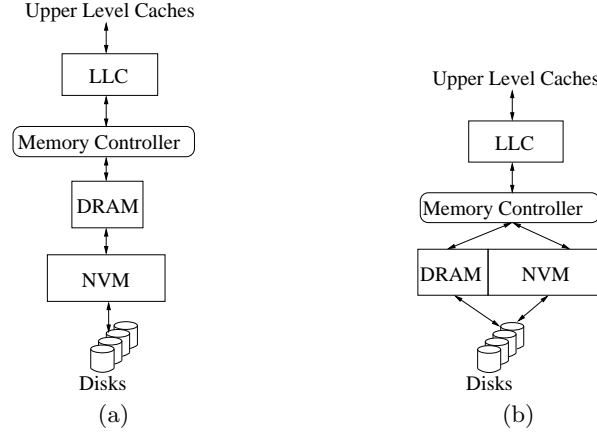 Upper Level Caches
LLC
Memory Controller
DRAM
NVM
Disks
(a)
Upper Level Caches
LLC
Memory Controller
DRAM NVM
Disks
(b)